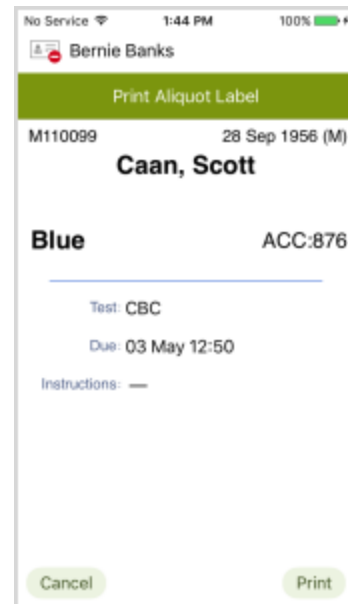 No Service 1:44 PM 100%
Bernie Banks
Print Aliquot Label
M110099 28 Sep 1956 (M)
Caan, Scott
Blue ACC:876
Test: CBC
Due: 03 May 12:50
Instructions: —
Cancel Print